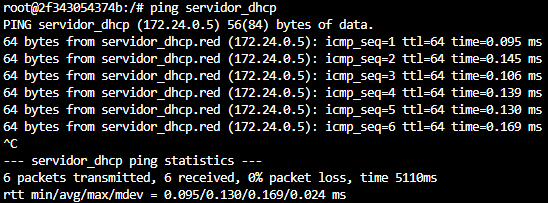 root@2f343054374b:/# ping servidor_dhcp
PING servidor_dhcp (172.24.0.5) 56(84) bytes of data.
64 bytes from servidor_dhcp.red (172.24.0.5): icmp_seq=1 ttl=64 time=0.095 ms
64 bytes from servidor_dhcp.red (172.24.0.5): icmp_seq=2 ttl=64 time=0.145 ms
64 bytes from servidor_dhcp.red (172.24.0.5): icmp_seq=3 ttl=64 time=0.106 ms
64 bytes from servidor_dhcp.red (172.24.0.5): icmp_seq=4 ttl=64 time=0.139 ms
64 bytes from servidor_dhcp.red (172.24.0.5): icmp_seq=5 ttl=64 time=0.130 ms
64 bytes from servidor_dhcp.red (172.24.0.5): icmp_seq=6 ttl=64 time=0.169 ms
^C
--- servidor_dhcp ping statistics ---
6 packets transmitted, 6 received, 0% packet loss, time 5110ms
rtt min/avg/max/mdev = 0.095/0.130/0.169/0.024 ms